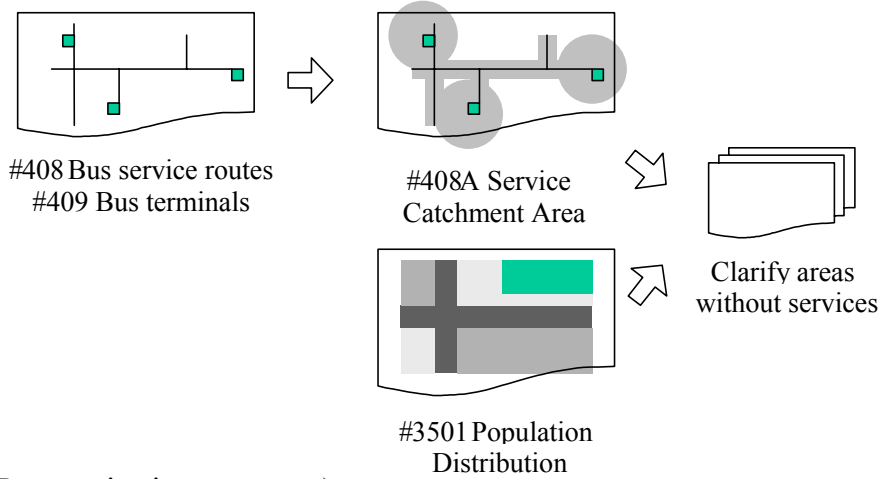 #408 Bus service routes
#409 Bus terminals
#408A Service
Catchment Area
Clarify areas
without services
#3501 Population
Distribution